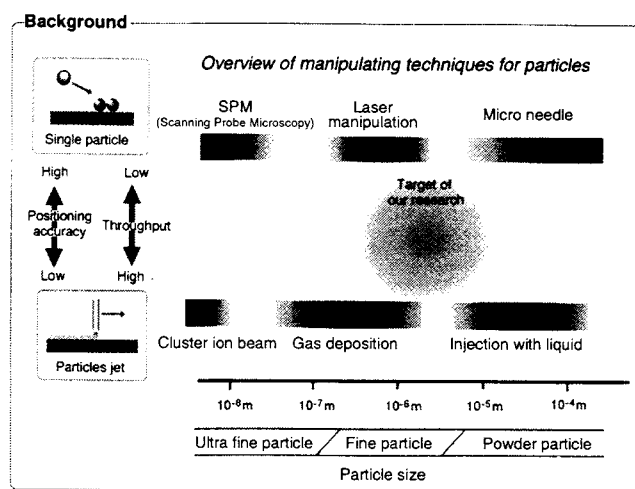 Background
Overview of manipulating techniques for particles
SPM
(Scanning Probe Microscopy)
Laser
manipulation
Micro needle
Single particle
High
Low
Positioning
accuracy
Throughput
Low
High
Target of
our research
Particles jet
Cluster ion beam
Gas deposition
Injection with liquid
10⁻⁸m
10⁻⁷m
10⁻⁶m
10⁻⁵m
10⁻⁴m
Ultra fine particle
Fine particle
Powder particle
Particle size